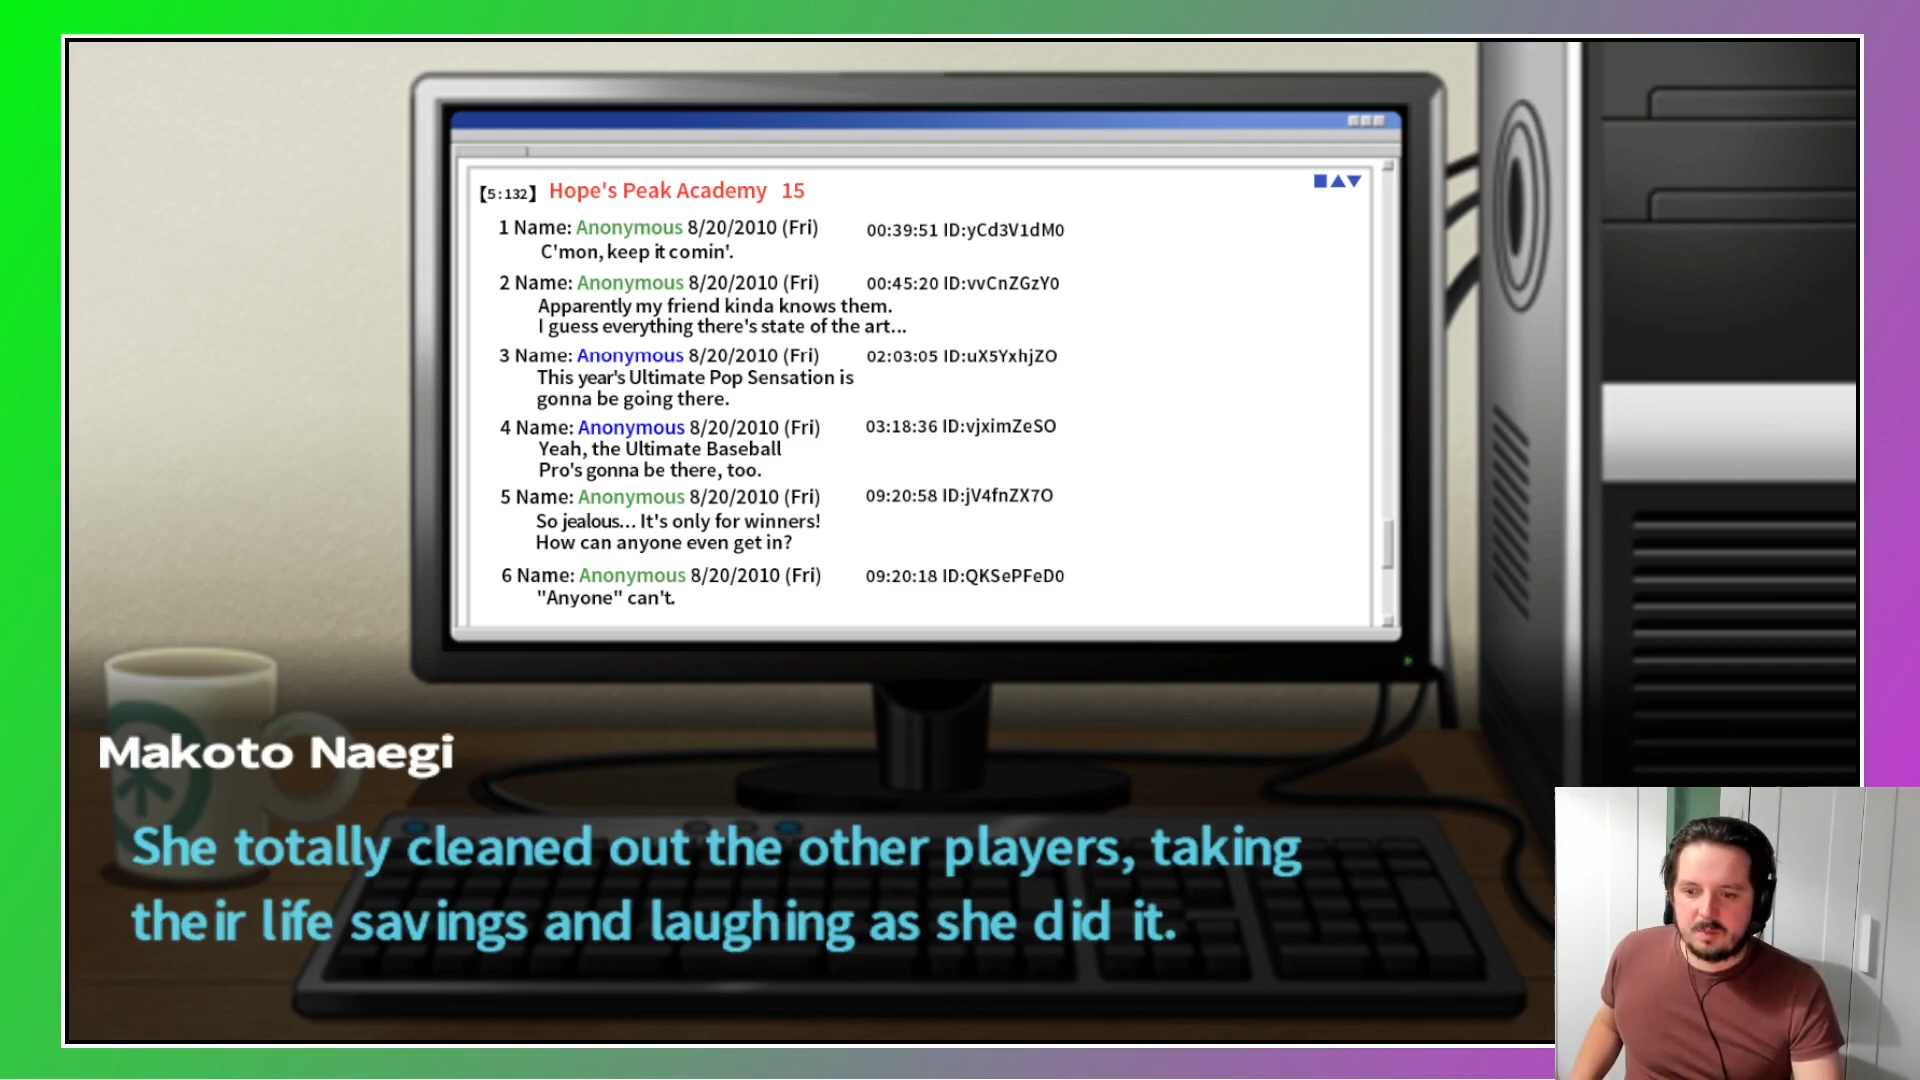 【5:132】 Hope's Peak Academy 15
1 Name: Anonymous 8/20/2010 (Fri) 00:39:51 ID:yCd3V1dM0
C'mon, keep it comin'.
2 Name: Anonymous 8/20/2010 (Fri) 00:45:20 ID:vvCnZGzY0
Apparently my friend kinda knows them.
I guess everything there's state of the art...
3 Name: Anonymous 8/20/2010 (Fri) 02:03:05 ID:uX5YxhjZO
This year's Ultimate Pop Sensation is
gonna be going there.
4 Name: Anonymous 8/20/2010 (Fri) 03:18:36 ID:vjximZeSO
Yeah, the Ultimate Baseball
Pro's gonna be there, too.
5 Name: Anonymous 8/20/2010 (Fri) 09:20:58 ID:jV4fnZX7O
So jealous... It's only for winners!
How can anyone even get in?
6 Name: Anonymous 8/20/2010 (Fri) 09:20:18 ID:QKSePFeD0
"Anyone" can't.
Makoto Naegi
She totally cleaned out the other players, taking
their life savings and laughing as she did it.